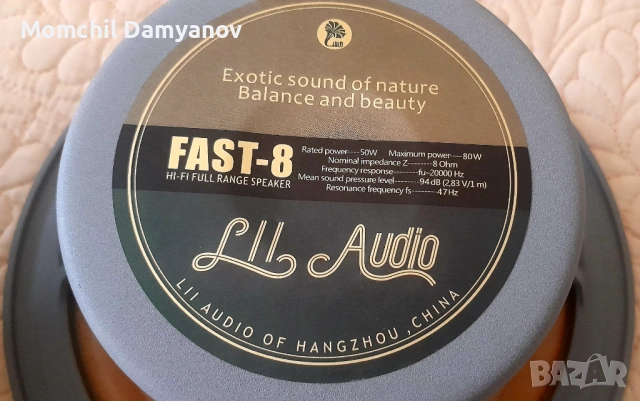 Momchil Damyanov
Exotic sound of nature
Balance and beauty
FAST-8
HI-FI FULL RANGE SPEAKER
Rated power----50W Maximum power----80W
Nominal impedance Z--------8 Ohm
Frequency response--------fu~20000 Hz
Mean sound pressure level--------94 dB (2,83 V/1 m)
Resonance frequency fs--------47 Hz
LII Audio
LII AUDIO OF HANGZHOU ,CHINA
BAZAR